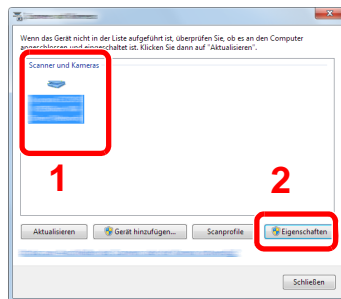 Wenn das Gerät nicht in der Liste aufgeführt ist, überprüfen Sie, ob es an den Computer
angeschlossen und eingeschaltet ist. Klicken Sie dann auf "Aktualisieren".
Scanner und Kameras
1
2
Aktualisieren
Gerät hinzufügen...
Scanprofile
Eigenschaften
Schließen